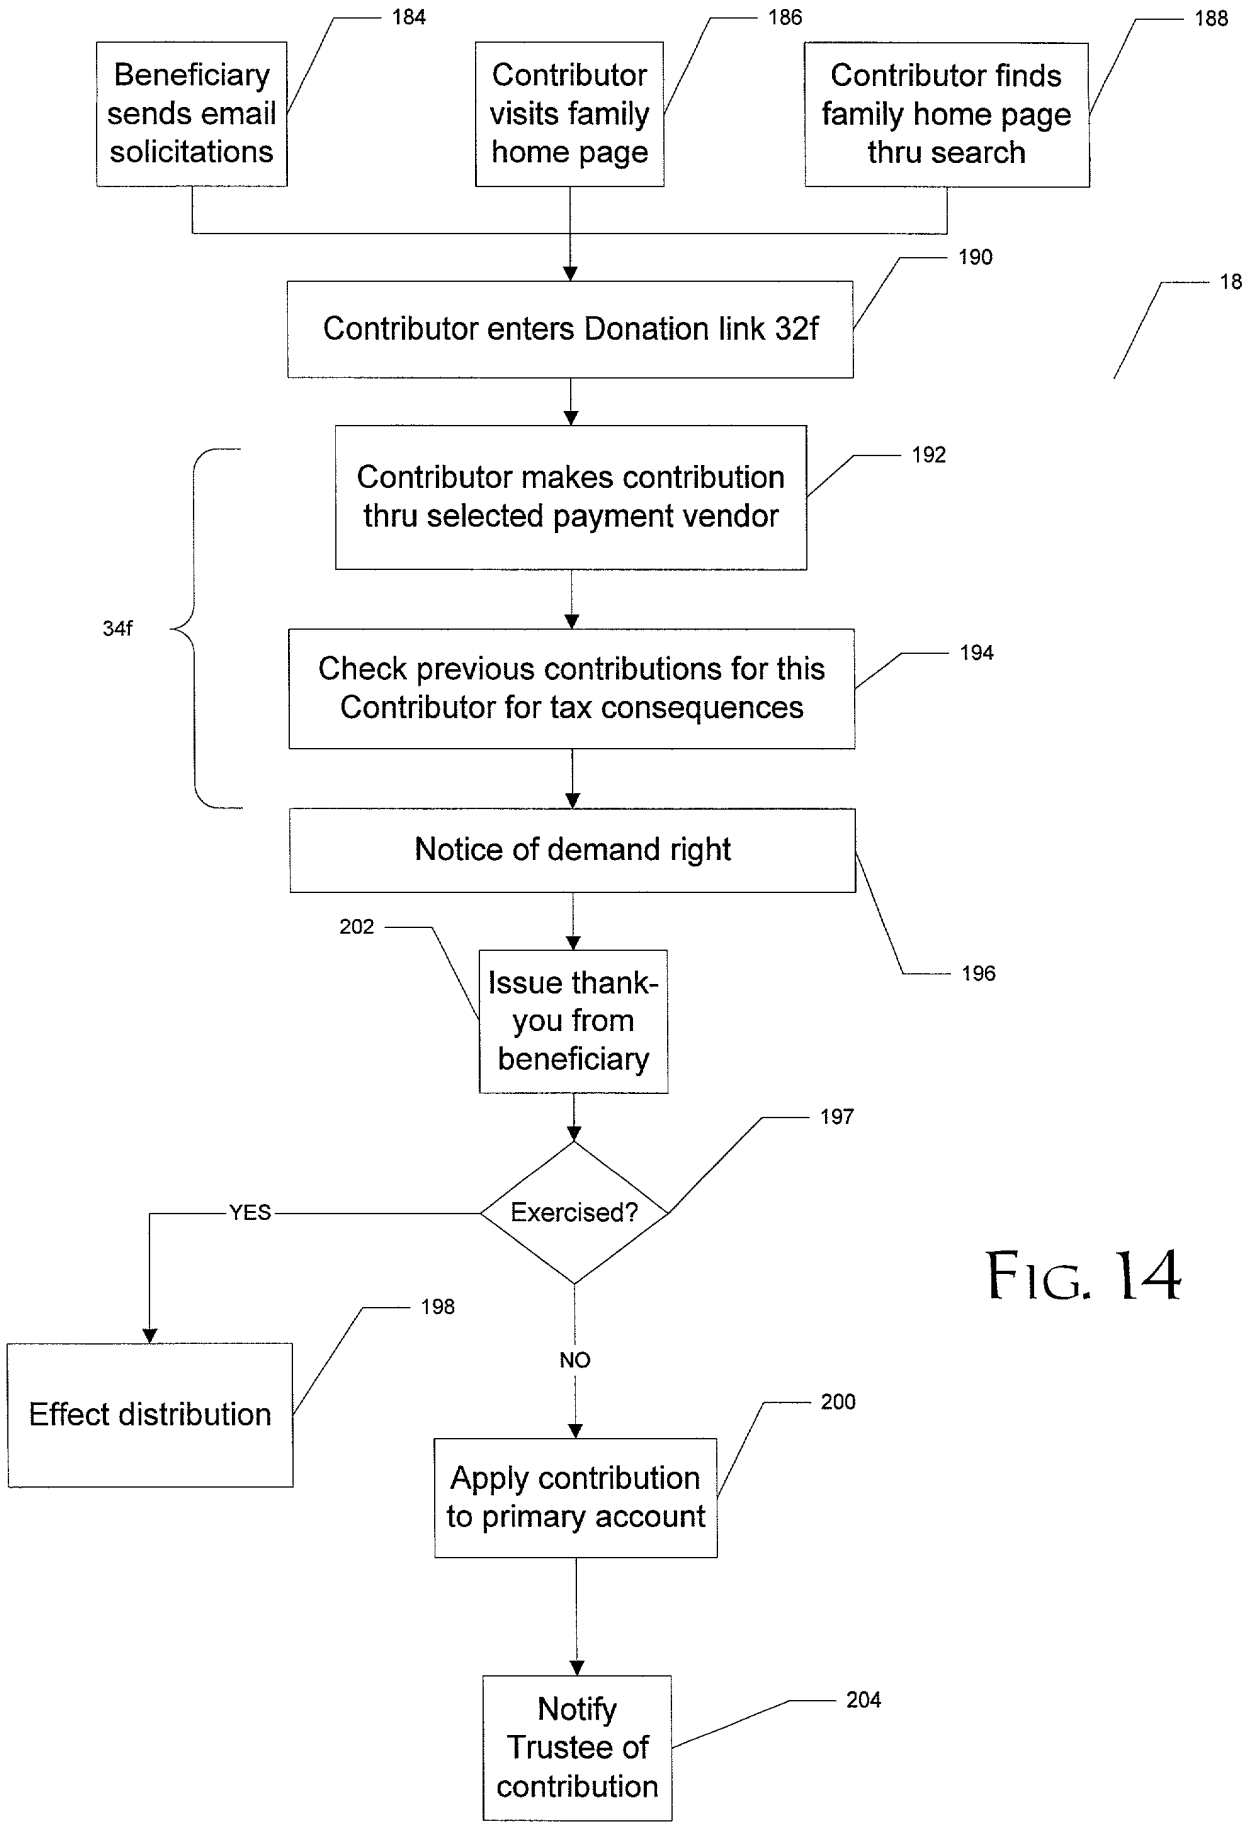 184
186
188
Beneficiary
sends email
solicitations
Contributor
visits family
home page
Contributor finds
family home page
thru search
190
18
Contributor enters Donation link 32f
192
Contributor makes contribution
thru selected payment vendor
34f
194
Check previous contributions for this
Contributor for tax consequences
Notice of demand right
202
196
Issue thank-
you from
beneficiary
197
Exercised?
YES
FIG. 14
198
NO
Effect distribution
200
Apply contribution
to primary account
204
Notify
Trustee of
contribution